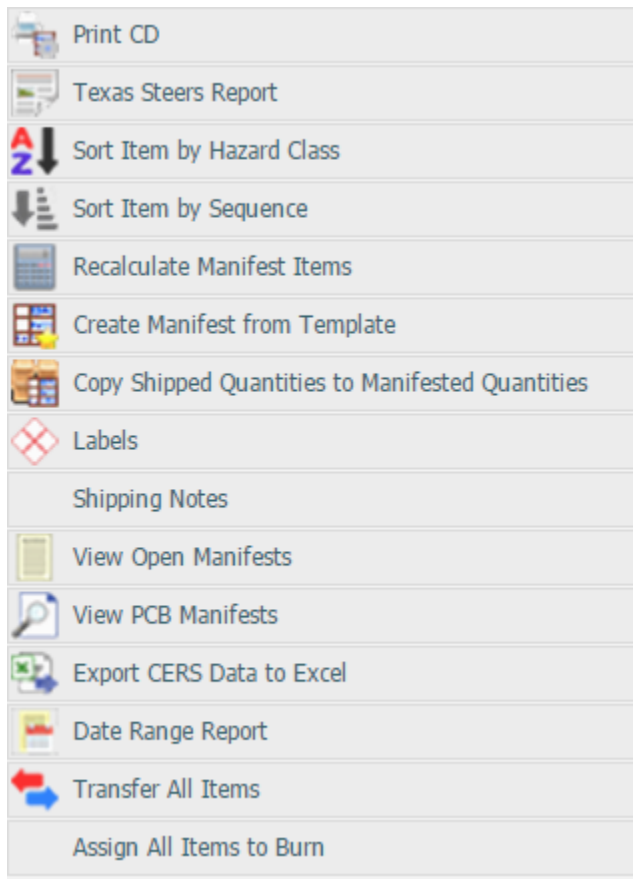 Print CD
Texas Steers Report
Sort Item by Hazard Class
Sort Item by Sequence
Recalculate Manifest Items
Create Manifest from Template
Copy Shipped Quantities to Manifested Quantities
Labels
Shipping Notes
View Open Manifests
View PCB Manifests
Export CERS Data to Excel
Date Range Report
Transfer All Items
Assign All Items to Burn